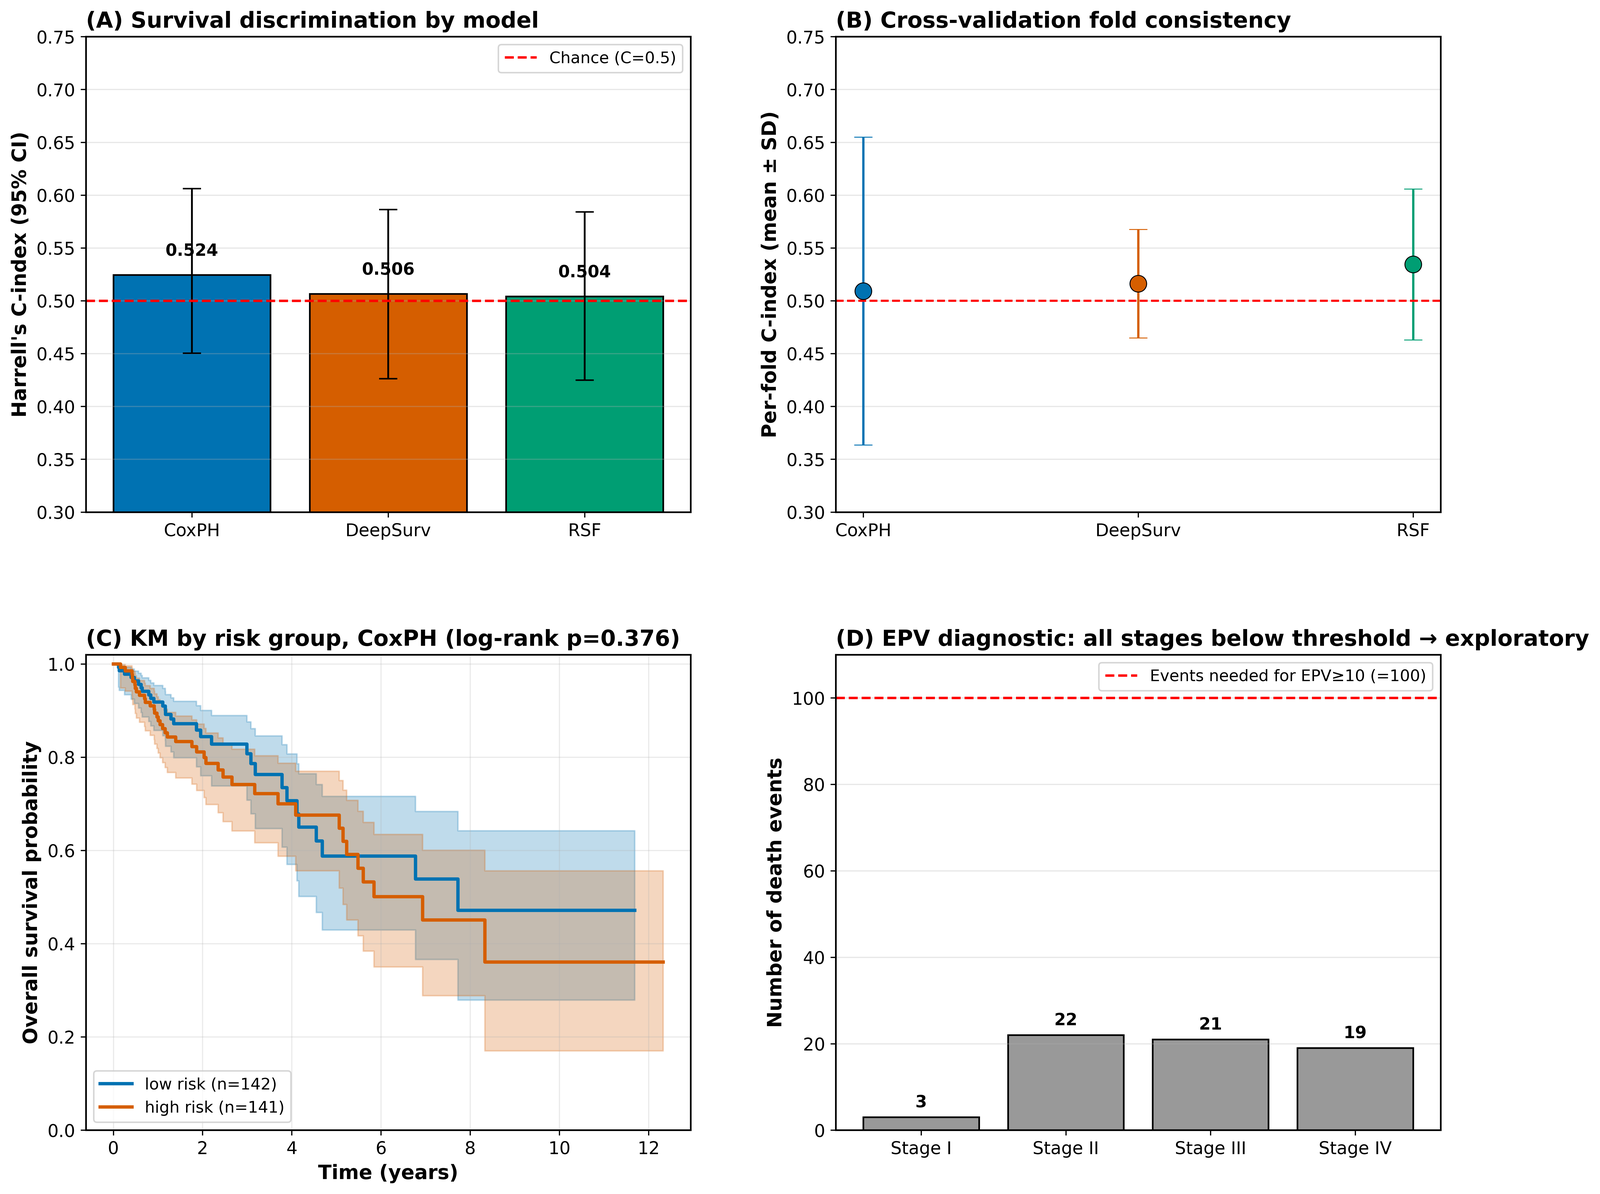 (A) Survival discrimination by model
Harrell's C-index (95% CI)
0.75
0.70
0.65
0.60
0.55
0.50
0.45
0.40
0.35
0.30
Chance (C=0.5)
0.524
0.506
0.504
CoxPH DeepSurv RSF
(B) Cross-validation fold consistency
Per-fold C-index (mean ± SD)
0.75
0.70
0.65
0.60
0.55
0.50
0.45
0.40
0.35
0.30
CoxPH DeepSurv RSF
(C) KM by risk group, CoxPH (log-rank p=0.376)
Overall survival probability
1.0
0.8
0.6
0.4
0.2
0.0
low risk (n=142)
high risk (n=141)
0 2 4 6 8 10 12
Time (years)
(D) EPV diagnostic: all stages below threshold → exploratory
Number of death events
100
80
60
40
20
0
Events needed for EPV≥10 (=100)
3
22
21
19
Stage I Stage II Stage III Stage IV